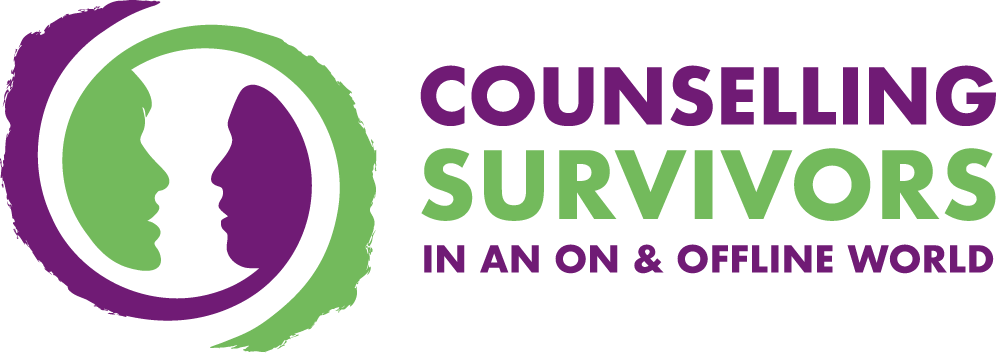 COUNSELLING
SURVIVORS
IN AN ON & OFFLINE WORLD